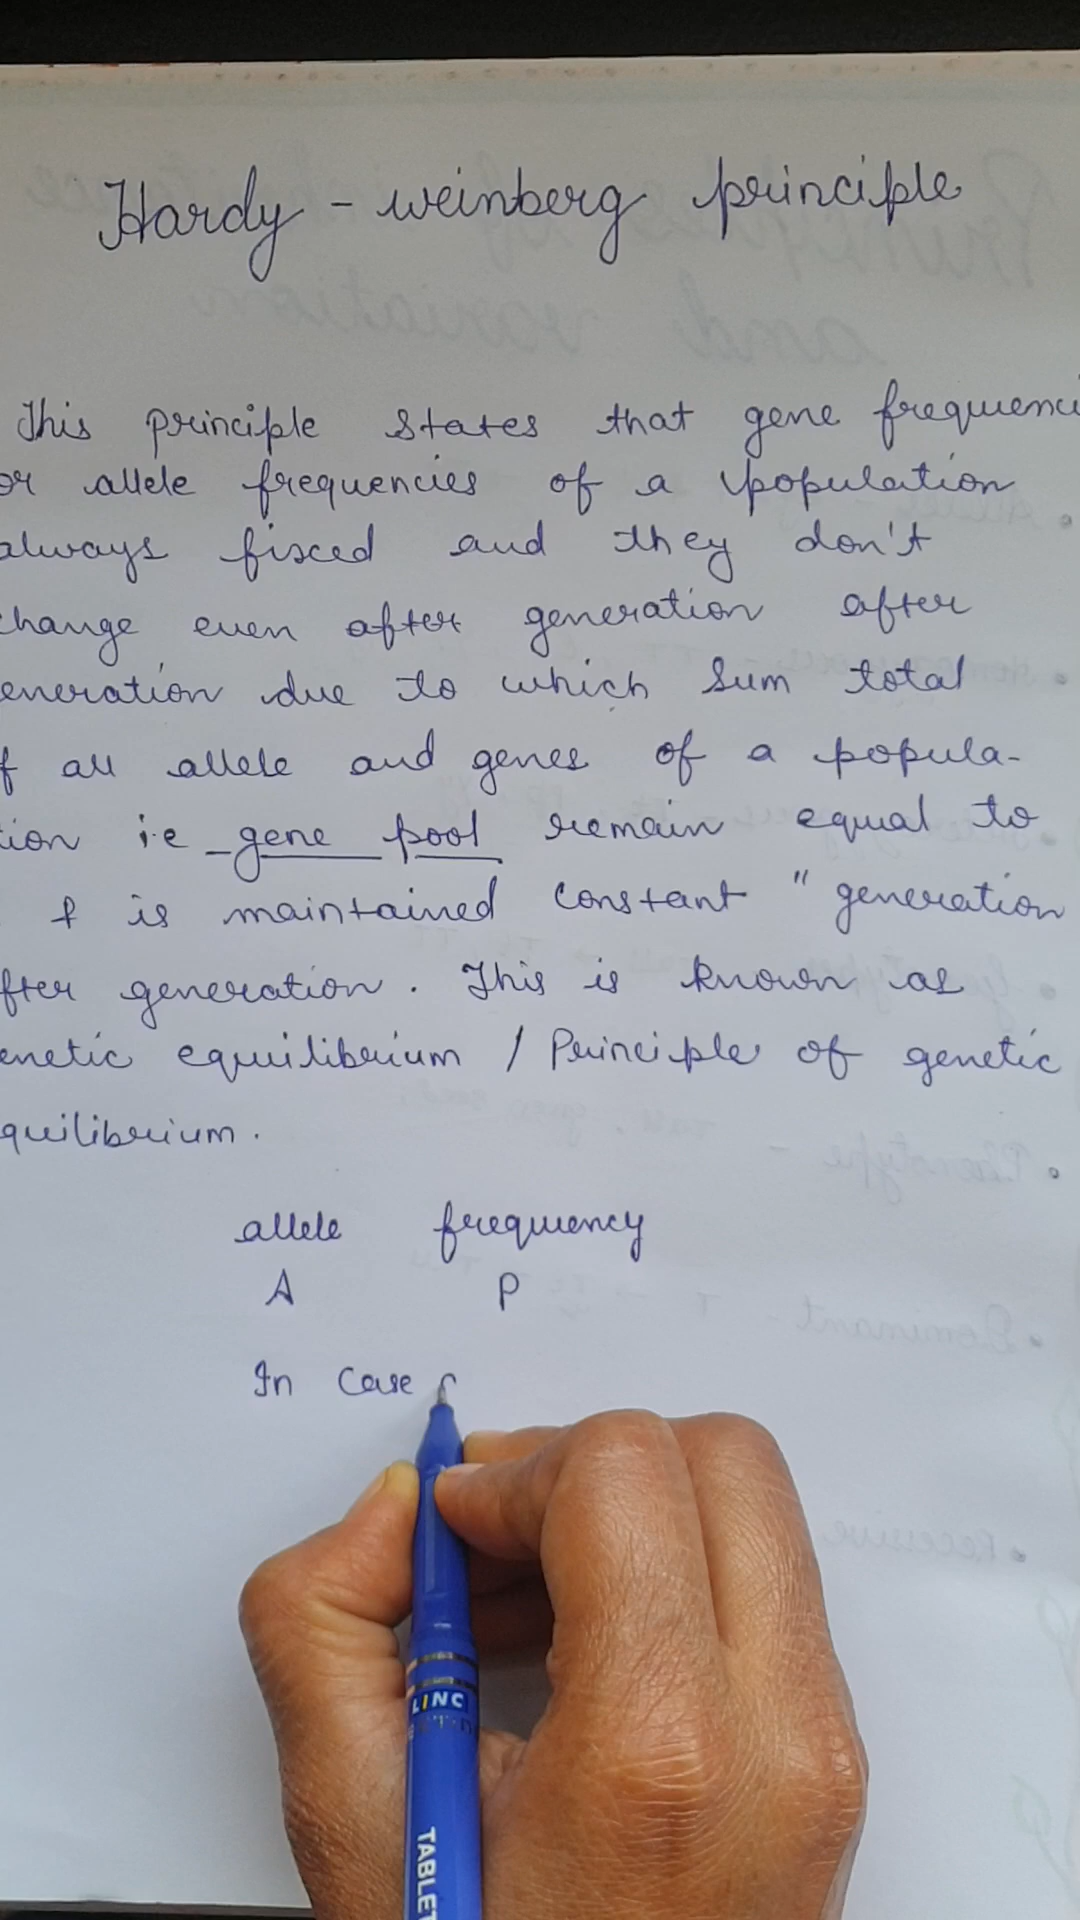 Hardy - weinberg principle
This principle states that gene frequenci
or allele frequencies of a population
always fixed and they don't
change even after generation after
eneration due to which sum total
f all allele and genes of a popula-
tion i.e gene pool remain equal to
& is maintained constant " generation
fter generation. This is known as
enetic equilibrium / Principle of genetic
quilibrium.
allele frequency
A P
In case
LINC
TABLET